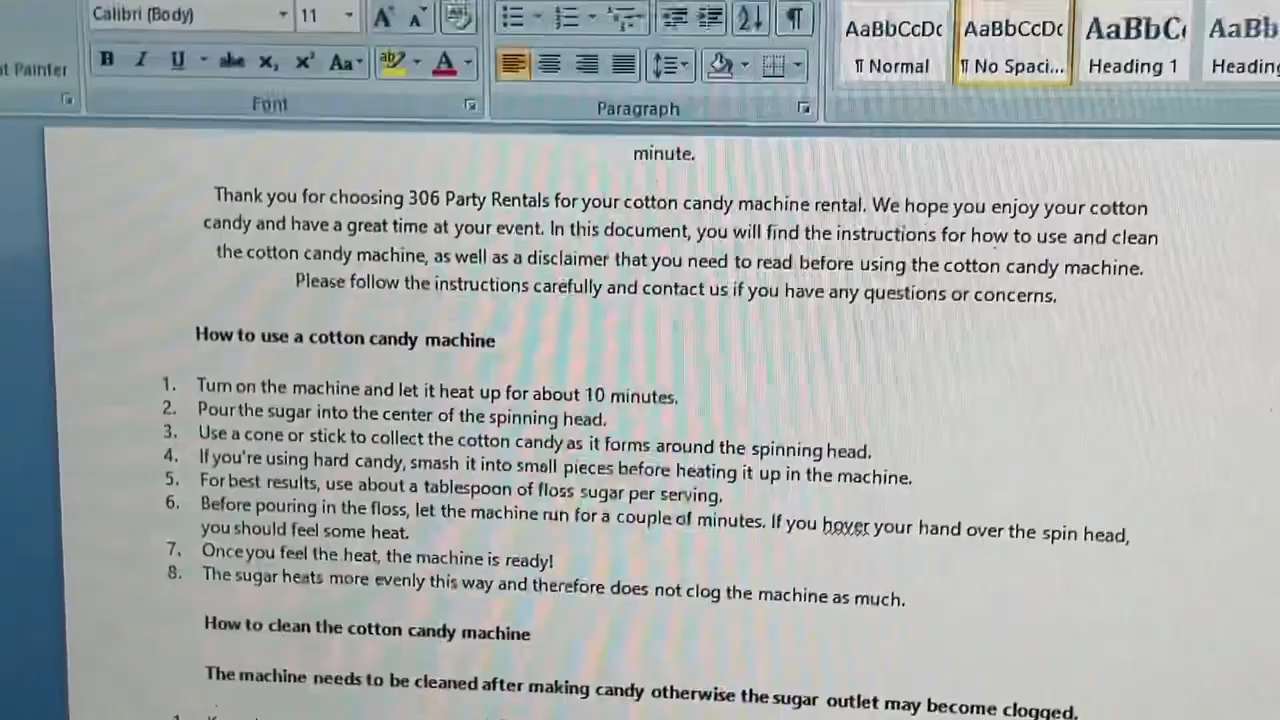 Calibri (Body) 11 A A
B I U abc X₂ X² Aa ab A
at Painter
Font
Paragraph
AaBbCcDc AaBbCcDc AaBbC AaBb
¶ Normal ¶ No Spaci... Heading 1 Heading
minute.
Thank you for choosing 306 Party Rentals for your cotton candy machine rental. We hope you enjoy your cotton
candy and have a great time at your event. In this document, you will find the instructions for how to use and clean
the cotton candy machine, as well as a disclaimer that you need to read before using the cotton candy machine.
Please follow the instructions carefully and contact us if you have any questions or concerns.
How to use a cotton candy machine
1. Turn on the machine and let it heat up for about 10 minutes.
2. Pour the sugar into the center of the spinning head.
3. Use a cone or stick to collect the cotton candy as it forms around the spinning head.
4. If you're using hard candy, smash it into small pieces before heating it up in the machine.
5. For best results, use about a tablespoon of floss sugar per serving.
6. Before pouring in the floss, let the machine run for a couple of minutes. If you hover your hand over the spin head,
you should feel some heat.
7. Once you feel the heat, the machine is ready!
8. The sugar heats more evenly this way and therefore does not clog the machine as much.
How to clean the cotton candy machine
The machine needs to be cleaned after making candy otherwise the sugar outlet may become clogged.